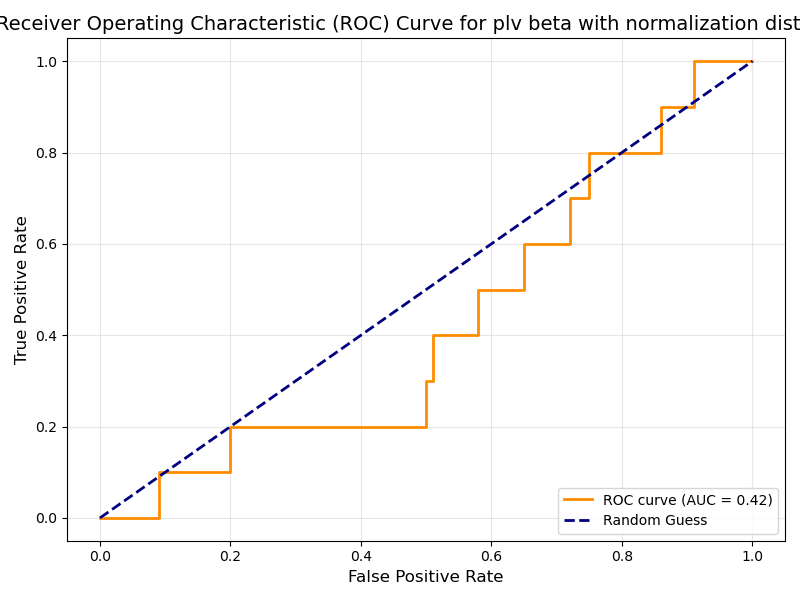 Receiver Operating Characteristic (ROC) Curve for plv beta with normalization dist
1.0
0.8
0.6
0.4
0.2
0.0
True Positive Rate
ROC curve (AUC = 0.42)
Random Guess
0.0 0.2 0.4 0.6 0.8 1.0
False Positive Rate